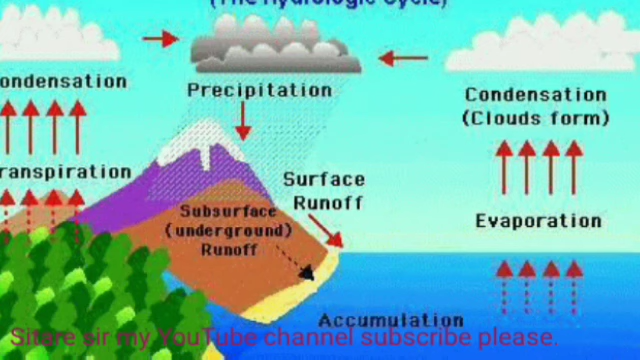 (The Hydrologic Cycle)
ondensation
Precipitation
Condensation
(Clouds form)
ranspiration
Surface
Runoff
Subsurface
(underground)
Runoff
Evaporation
Accumulation
Sitare sir my YouTube channel subscribe please.